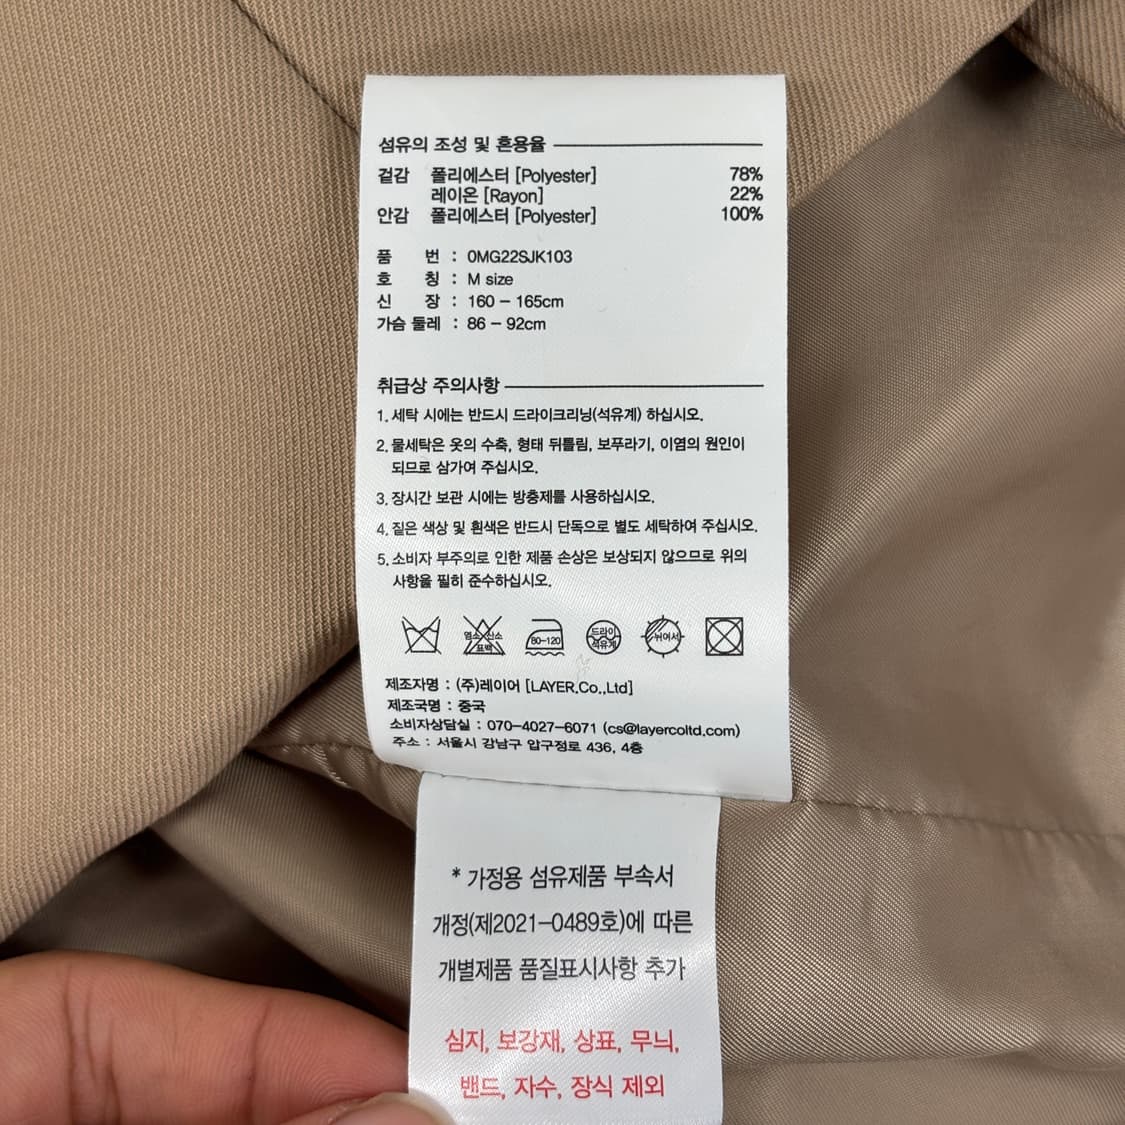 섬유의 조성 및 혼용율
겉감 폴리에스터 [Polyester] 78%
레이온 [Rayon] 22%
안감 폴리에스터 [Polyester] 100%
품 번 : 0MG22SJK103
호 칭 : M size
신 장 : 160 - 165cm
가슴 둘레 : 86 - 92cm
취급상 주의사항
1. 세탁 시에는 반드시 드라이크리닝(석유계) 하십시오.
2. 물세탁은 옷의 수축, 형태 뒤틀림, 보푸라기, 이염의 원인이
되므로 삼가여 주십시오.
3. 장시간 보관 시에는 방충제를 사용하십시오.
4. 짙은 색상 및 흰색은 반드시 단독으로 별도 세탁하여 주십시오.
5. 소비자 부주의로 인한 제품 손상은 보상되지 않으므로 위의
사항을 필히 준수하십시오.
염소 산소 표백 80-120 드라이 석유계 뉘어서
제조자명 : (주)레이어 [LAYER.Co.,Ltd]
제조국명 : 중국
소비자상담실 : 070-4027-6071 (cs@layercoltd.com)
주소 : 서울시 강남구 압구정로 436, 4층
* 가정용 섬유제품 부속서
개정(제2021-0489호)에 따른
개별제품 품질표시사항 추가
심지, 보강재, 상표, 무늬,
밴드, 자수, 장식 제외